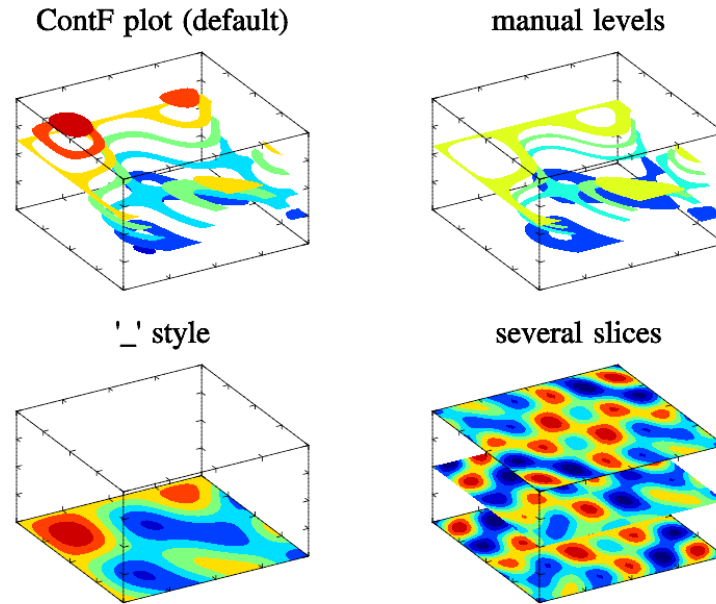 ContF plot (default)
manual levels
'_' style
several slices